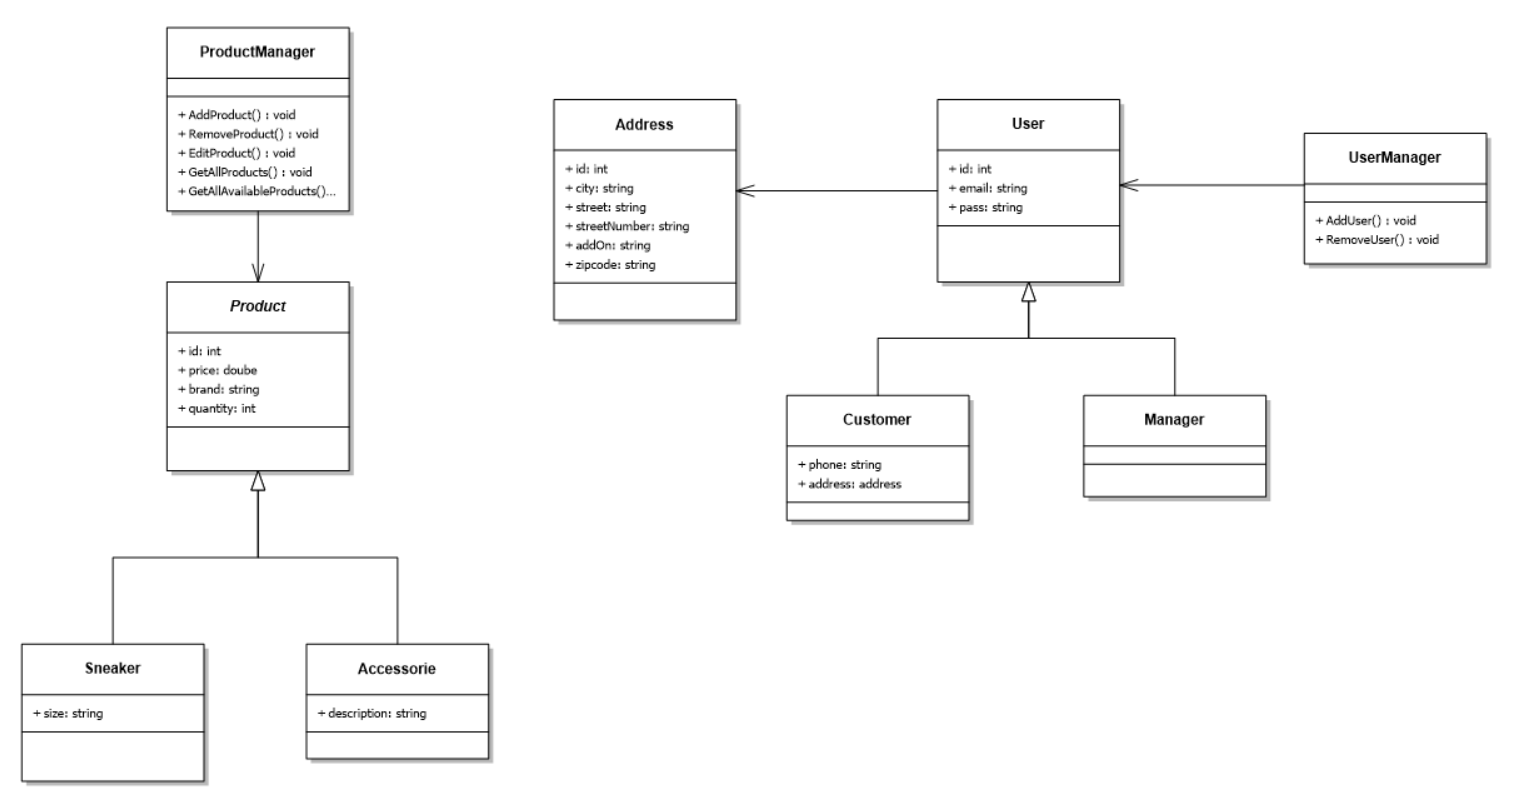 ProductManager
+ AddProduct() : void
+ RemoveProduct() : void
+ EditProduct() : void
+ GetAllProducts() : void
+ GetAllAvailableProducts()...
Product
+ id: int
+ price: doube
+ brand: string
+ quantity: int
Sneaker
+ size: string
Accessorie
+ description: string
Address
+ id: int
+ city: string
+ street: string
+ streetNumber: string
+ addOn: string
+ zipcode: string
User
+ id: int
+ email: string
+ pass: string
UserManager
+ AddUser() : void
+ RemoveUser() : void
Customer
+ phone: string
+ address: address
Manager